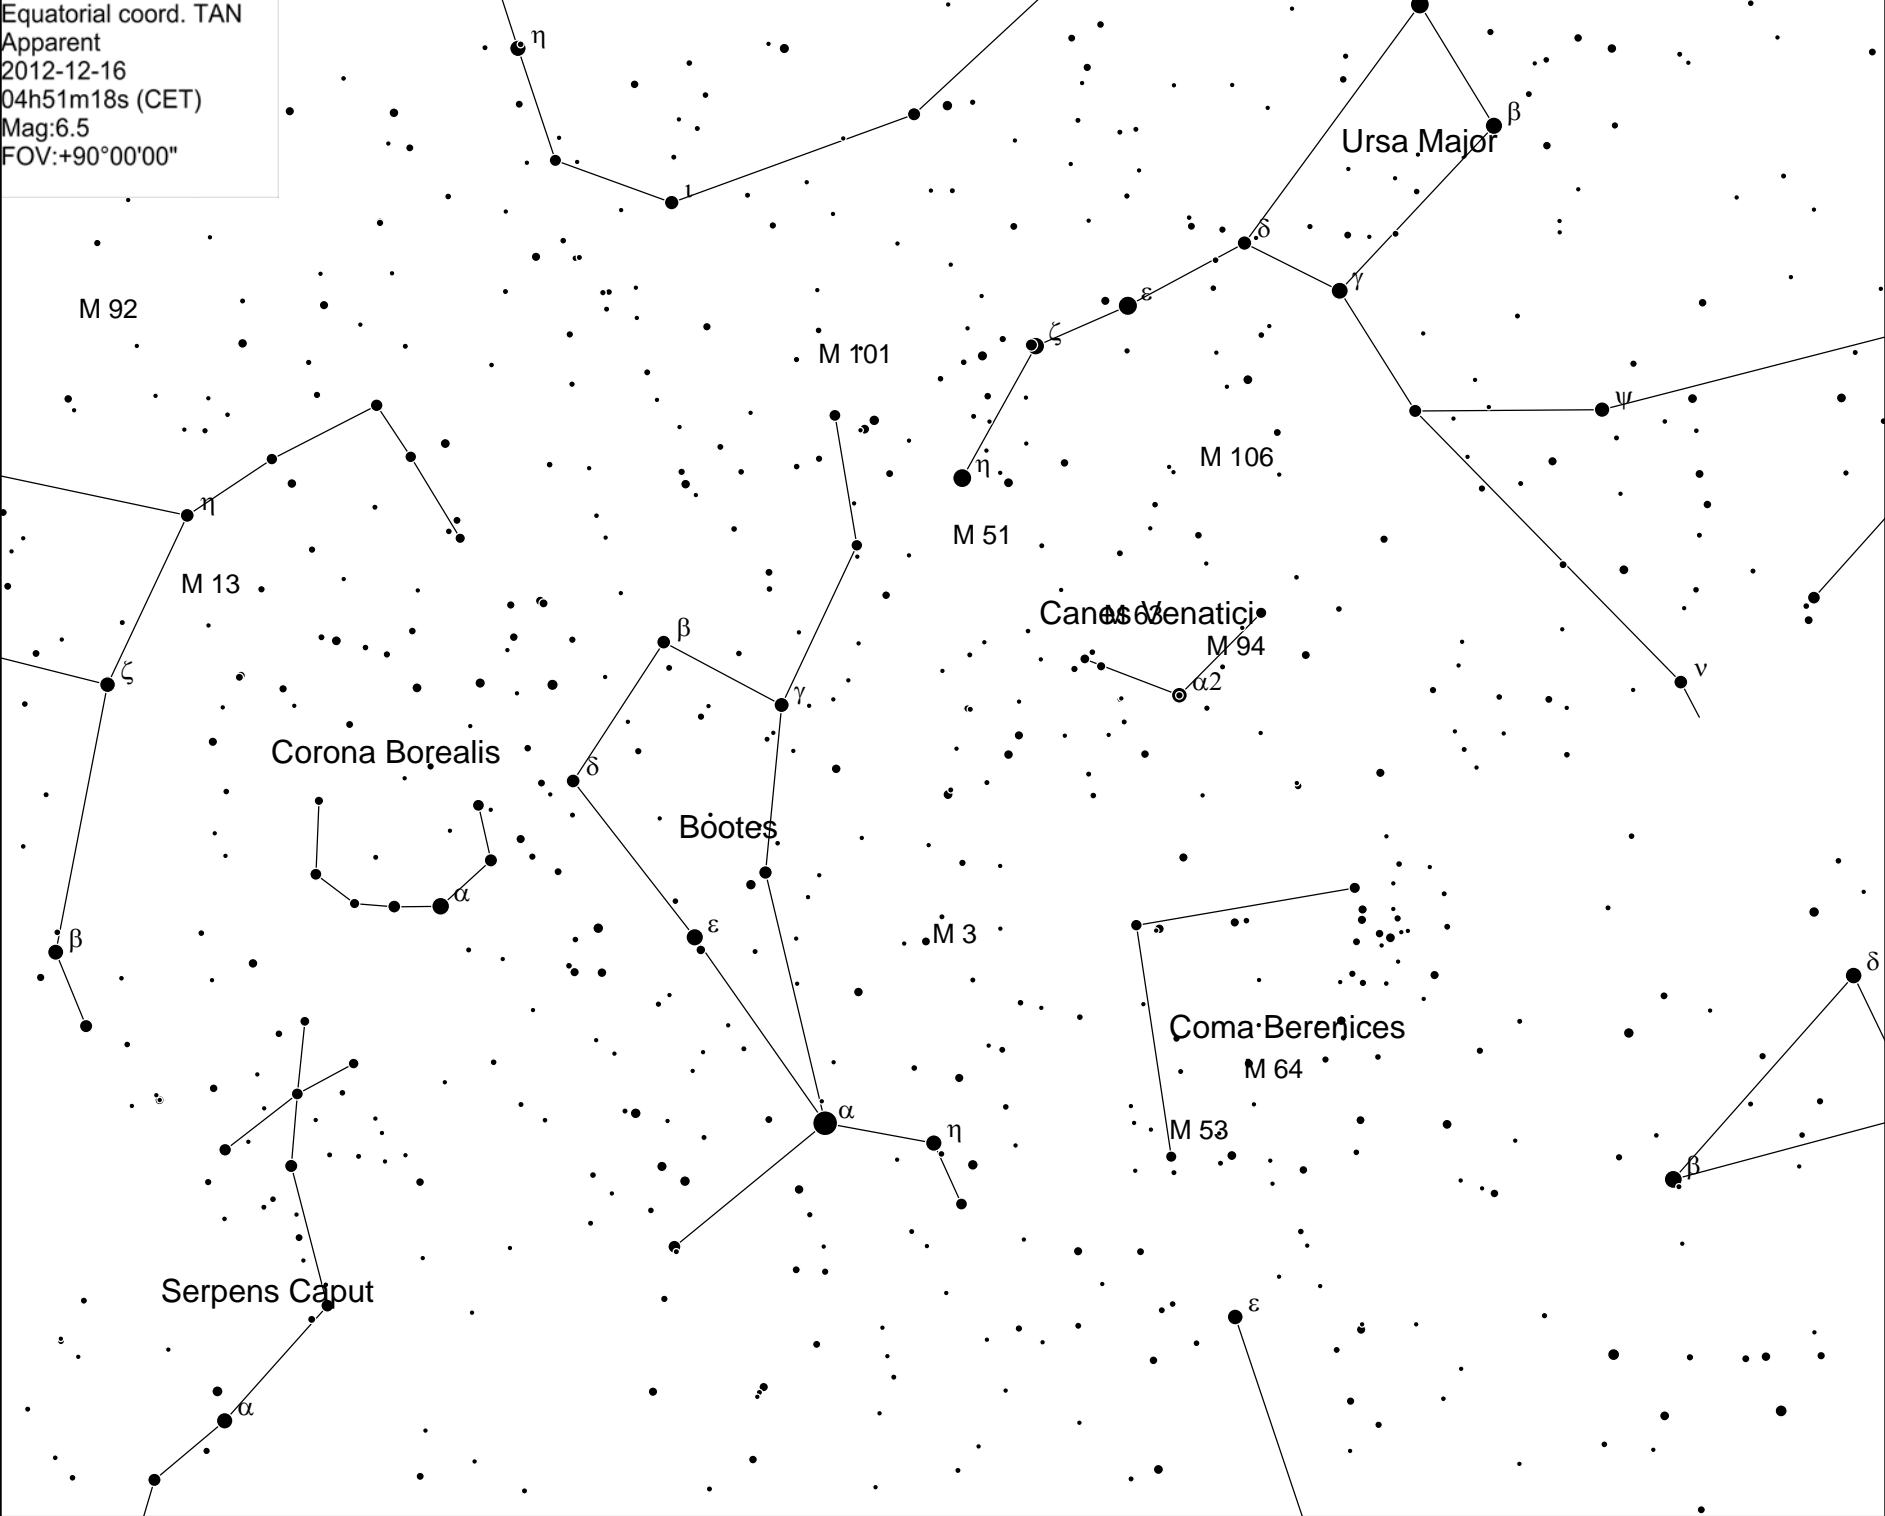 Equatorial coord. TAN
Apparent
2012-12-16
04h51m18s (CET)
Mag:6.5
FOV:+90°00'00"
η
β
Ursa Major
ι
δ
γ
ε
M 92
ζ
M 101
ψ
M 106
η
η
M 51
M 13
Canes Venatici
M 63
β
M 94
ζ
α2
ν
γ
Corona Borealis
δ
Bootes
α
ε
M 3
β
δ
Coma Berenices
M 64
α
η
M 53
β
Serpens Caput
ε
α